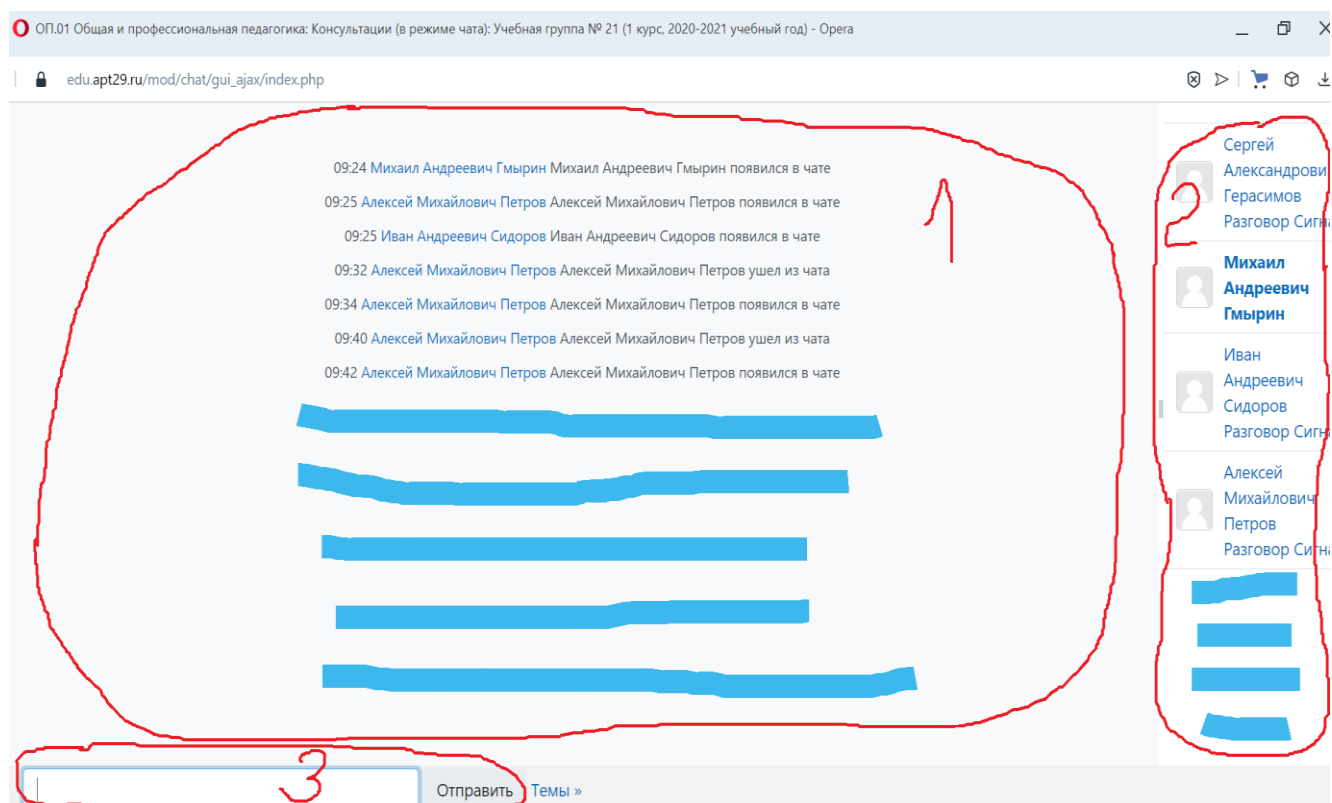 ОП.01 Общая и профессиональная педагогика: Консультации (в режиме чата): Учебная группа № 21 (1 курс, 2020-2021 учебный год) - Opera
edu.apt29.ru/mod/chat/gui_ajax/index.php
09:24 Михаил Андреевич Гмырин Михаил Андреевич Гмырин появился в чате
09:25 Алексей Михайлович Петров Алексей Михайлович Петров появился в чате
09:25 Иван Андреевич Сидоров Иван Андреевич Сидоров появился в чате
09:32 Алексей Михайлович Петров Алексей Михайлович Петров ушел из чата
09:34 Алексей Михайлович Петров Алексей Михайлович Петров появился в чате
09:40 Алексей Михайлович Петров Алексей Михайлович Петров ушел из чата
09:42 Алексей Михайлович Петров Алексей Михайлович Петров появился в чате
1
Сергей
Александрови
Герасимов
Разговор Сигна
2
Михаил
Андреевич
Гмырин
Иван
Андреевич
Сидоров
Разговор Сигна
Алексей
Михайлович
Петров
Разговор Сигна
3
Отправить Темы »